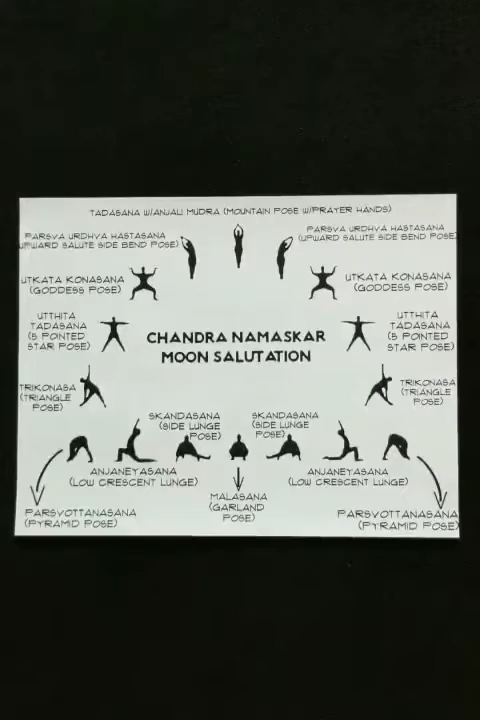 TADASANA W/ANJALI MUDRA (MOUNTAIN POSE W/PRAYER HANDS)
PARSVA URDHVA HASTASANA
(UPWARD SALUTE SIDE BEND POSE)
PARSVA URDHVA HASTASANA
(UPWARD SALUTE SIDE BEND POSE)
UTKATA KONASANA
(GODDESS POSE)
UTKATA KONASANA
(GODDESS POSE)
UTTHITA
TADASANA
(5 POINTED
STAR POSE)
UTTHITA
TADASANA
(5 POINTED
STAR POSE)
CHANDRA NAMASKAR
MOON SALUTATION
TRIKONASA
(TRIANGLE
POSE)
TRIKONASA
(TRIANGLE
POSE)
SKANDASANA
(SIDE LUNGE
POSE)
SKANDASANA
(SIDE LUNGE
POSE)
ANJANEYASANA
(LOW CRESCENT LUNGE)
ANJANEYASANA
(LOW CRESCENT LUNGE)
MALASANA
(GARLAND
POSE)
PARSVOTTANASANA
(PYRAMID POSE)
PARSVOTTANASANA
(PYRAMID POSE)